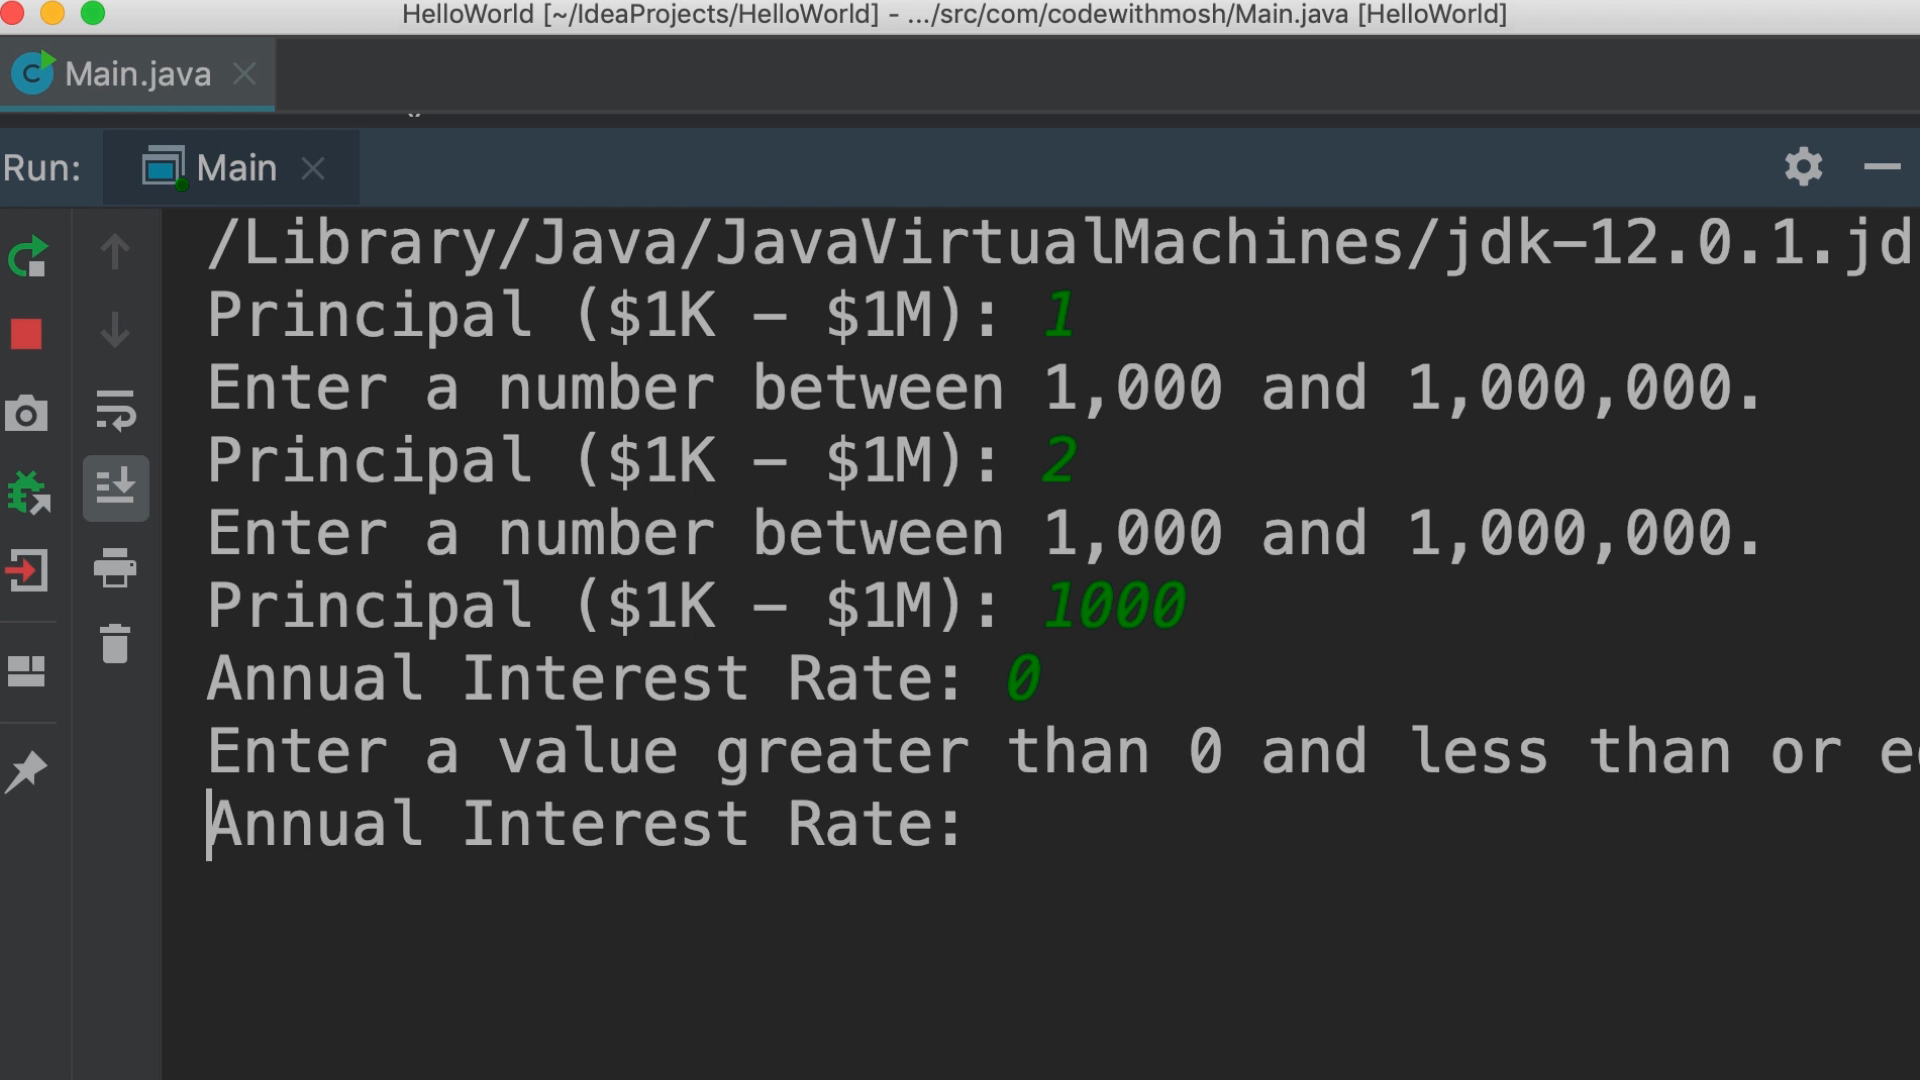 HelloWorld [~/IdeaProjects/HelloWorld] - .../src/com/codewithmosh/Main.java [HelloWorld]
Main.java
Run: Main
/Library/Java/JavaVirtualMachines/jdk-12.0.1.jd
Principal ($1K - $1M): 1
Enter a number between 1,000 and 1,000,000.
Principal ($1K - $1M): 2
Enter a number between 1,000 and 1,000,000.
Principal ($1K - $1M): 1000
Annual Interest Rate: 0
Enter a value greater than 0 and less than or
Annual Interest Rate: